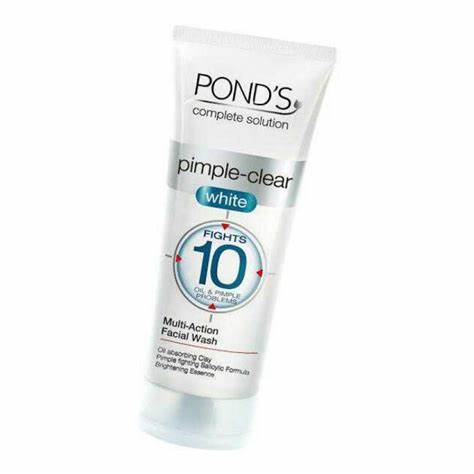 POND'S
complete solution
pimple-clear
white
FIGHTS
10
OIL & PIMPLE
PROBLEMS
Multi-Action
Facial Wash
Oil absorbing Clay
Pimple fighting Salicylic Formula
Brightening Essence